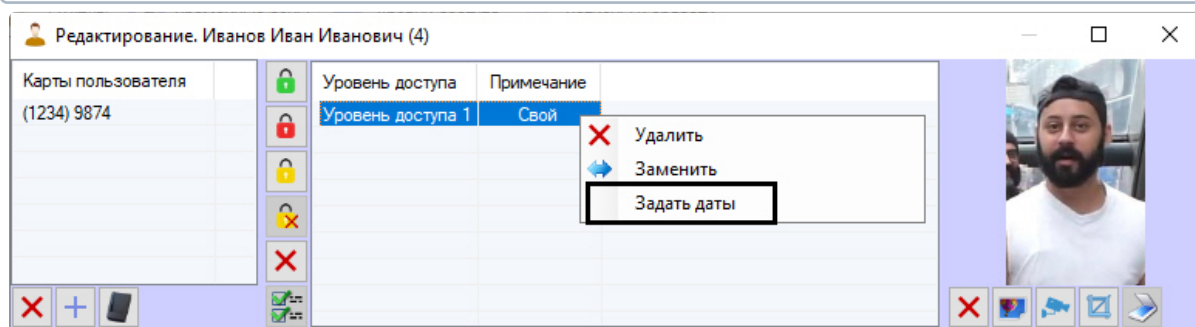 Редактирование. Иванов Иван Иванович (4)
Карты пользователя
(1234) 9874
Уровень доступа Примечание
Уровень доступа 1 Свой
Удалить
Заменить
Задать даты